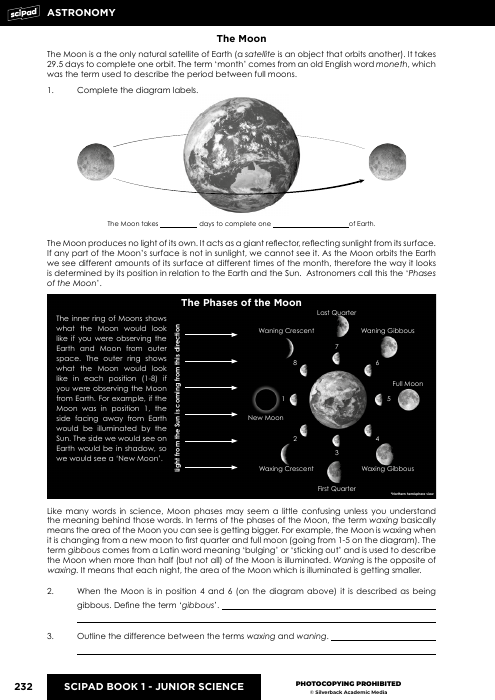 scipad ASTRONOMY
The Moon
The Moon is a the only natural satellite of Earth (a satellite is an object that orbits another). It takes
29.5 days to complete one orbit. The term ‘month’ comes from an old English word moneth, which
was the term used to describe the period between full moons.
1. Complete the diagram labels.
The Moon takes ________ days to complete one ________________ of Earth.
The Moon produces no light of its own. It acts as a giant reflector, reflecting sunlight from its surface.
If any part of the Moon’s surface is not in sunlight, we cannot see it. As the Moon orbits the Earth
we see different amounts of its surface at different times of the month, therefore the way it looks
is determined by its position in relation to the Earth and the Sun. Astronomers call this the ‘Phases
of the Moon’.
The Phases of the Moon
The inner ring of Moons shows
what the Moon would look
like if you were observing the
Earth and Moon from outer
space. The outer ring shows
what the Moon would look
like in each position (1-8) if
you were observing the Moon
from Earth. For example, if the
Moon was in position 1, the
side facing away from Earth
would be illuminated by the
Sun. The side we would see on
Earth would be in shadow, so
we would see a ‘New Moon’.
light from the Sun is coming from this direction
Last Quarter
Waning Crescent
Waning Gibbous
7
8
6
Full Moon
1
5
New Moon
2
4
3
Waxing Crescent
Waxing Gibbous
First Quarter
*Northern hemisphere view
Like many words in science, Moon phases may seem a little confusing unless you understand
the meaning behind those words. In terms of the phases of the Moon, the term waxing basically
means the area of the Moon you can see is getting bigger. For example, the Moon is waxing when
it is changing from a new moon to first quarter and full moon (going from 1-5 on the diagram). The
term gibbous comes from a Latin word meaning ‘bulging’ or ‘sticking out’ and is used to describe
the Moon when more than half (but not all) of the Moon is illuminated. Waning is the opposite of
waxing. It means that each night, the area of the Moon which is illuminated is getting smaller.
2. When the Moon is in position 4 and 6 (on the diagram above) it is described as being
gibbous. Define the term ‘gibbous’.
3. Outline the difference between the terms waxing and waning.
232 SCIPAD BOOK 1 - JUNIOR SCIENCE
PHOTOCOPYING PROHIBITED
© Silverback Academic Media